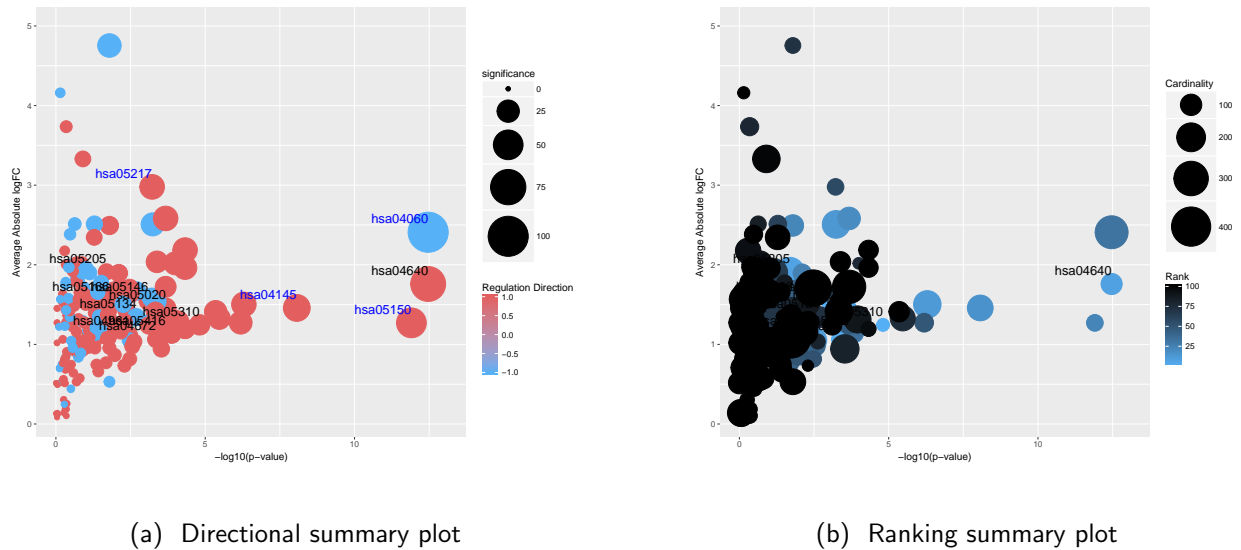 5
4
3
2
1
0
Average Absolute logFC
0
5
10
−log10(p−value)
hsa05217
hsa04060
hsa05205
hsa04640
hsa05146
hsa05020
hsa04145
hsa05134
hsa05310
hsa05150
hsa04672
significance
0
25
50
75
100
Regulation Direction
1.0
0.5
0.0
−0.5
−1.0
(a) Directional summary plot
5
4
3
2
1
0
Average Absolute logFC
0
5
10
−log10(p−value)
hsa04640
Cardinality
100
200
300
400
Rank
100
75
50
25
(b) Ranking summary plot